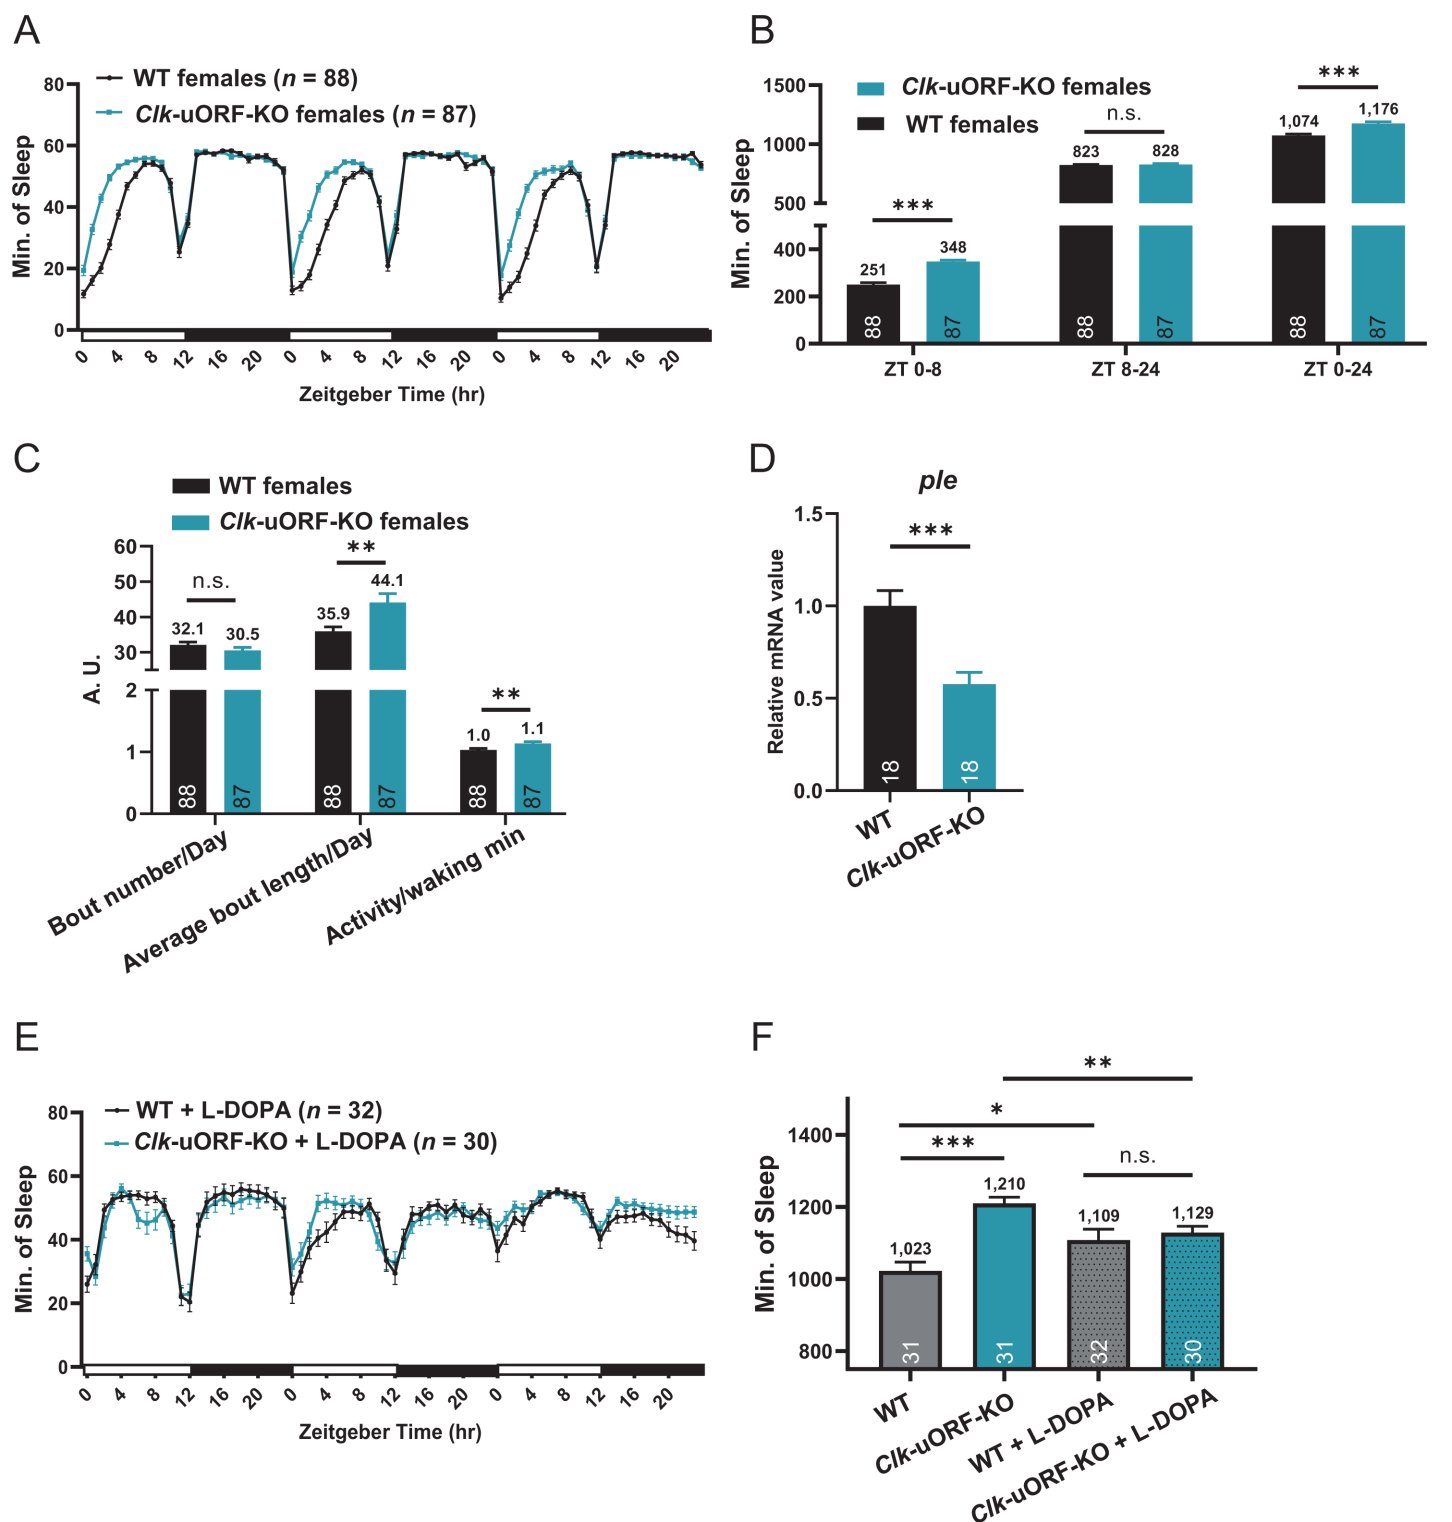 A
WT females (n = 88)
Clk-uORF-KO females (n = 87)
Min. of Sleep
80
60
40
20
0
0 4 8 12 16 20 0 4 8 12 16 20 0 4 8 12 16 20
Zeitgeber Time (hr)
B
Clk-uORF-KO females
WT females
Min. of Sleep
1500
1000
500
400
200
0
*** n.s. ***
251 348 823 828 1,074 1,176
88 87 88 87 88 87
ZT 0-8 ZT 8-24 ZT 0-24
C
WT females
Clk-uORF-KO females
A. U.
60
50
40
30
2
1
0
n.s. ** **
32.1 30.5 35.9 44.1 1.0 1.1
88 87 88 87 88 87
Bout number/Day
Average bout length/Day
Activity/waking min
D
ple
Relative mRNA value
1.5
1.0
0.5
0.0
***
18 18
WT
Clk-uORF-KO
E
WT + L-DOPA (n = 32)
Clk-uORF-KO + L-DOPA (n = 30)
Min. of Sleep
80
60
40
20
0
0 4 8 12 16 20 0 4 8 12 16 20 0 4 8 12 16 20
Zeitgeber Time (hr)
F
Min. of Sleep
1400
1200
1000
800
**
*
***
n.s.
1,023 1,210 1,109 1,129
31 31 32 30
WT
Clk-uORF-KO
WT + L-DOPA
Clk-uORF-KO + L-DOPA